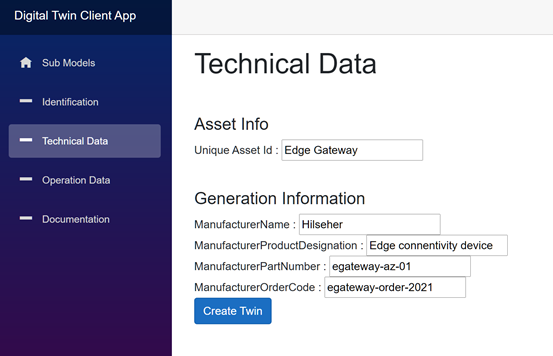 Digital Twin Client App
Sub Models
Identification
Technical Data
Operation Data
Documentation
Technical Data
Asset Info
Unique Asset Id : Edge Gateway
Generation Information
ManufacturerName : Hilseher
ManufacturerProductDesignation : Edge connentivity device
ManufacturerPartNumber : egateway-az-01
ManufacturerOrderCode : egateway-order-2021
Create Twin